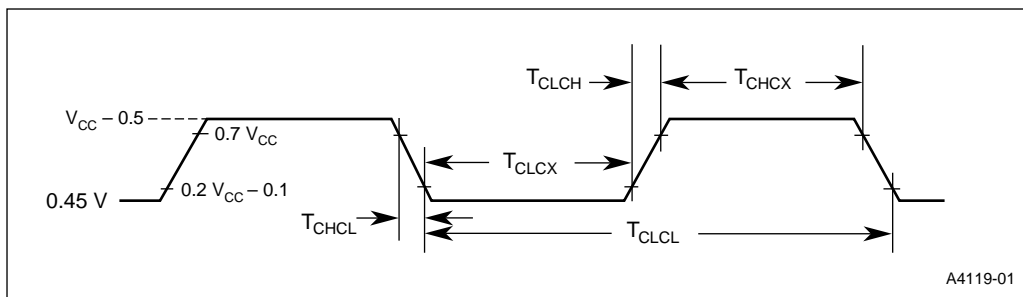 T_CLCH
T_CHCX
V_CC – 0.5
0.7 V_CC
T_CLCX
0.2 V_CC – 0.1
0.45 V
T_CHCL
T_CLCL
A4119-01